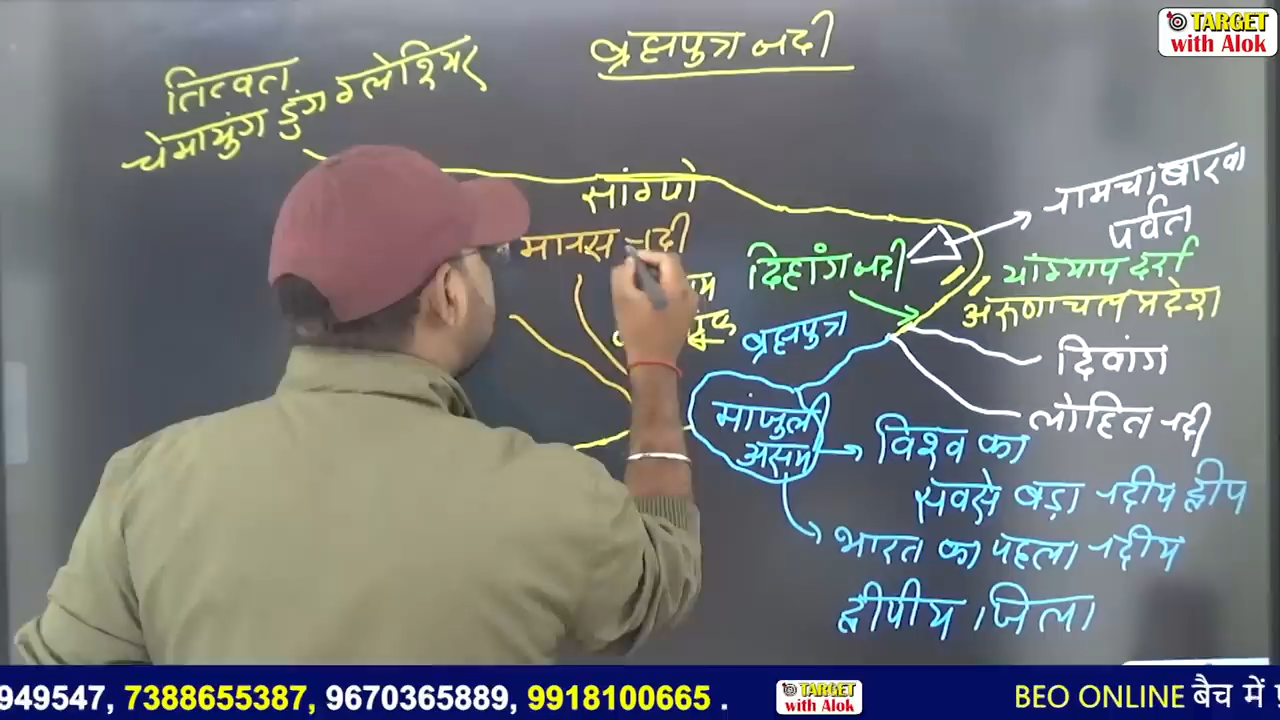 TARGET
with Alok
ब्रह्मपुत्र नदी
तिब्बत
चेमायुंग डुंग ग्लेशियर
सांगपो
नामचा बारवा
पर्वत
मानस नदी
दिहांग नदी
यांग्याप दर्रा
अरुणाचल प्रदेश
ब्रह्मपुत्र
दिवांग
मांजुली
असम
लोहित नदी
विश्व का
सबसे बड़ा नदीय द्वीप
भारत का पहला नदीय
द्वीपीय जिला
949547, 7388655387, 9670365889, 9918100665 .
TARGET
with Alok
BEO ONLINE बैच में